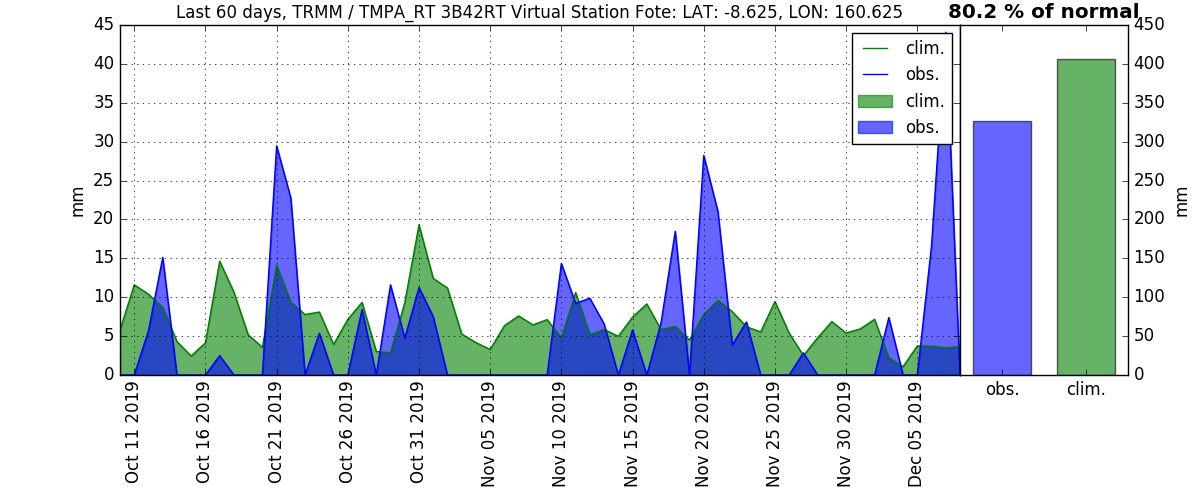 Last 60 days, TRMM / TMPA_RT 3B42RT Virtual Station Fote: LAT: -8.625, LON: 160.625
80.2 % of normal
45
40
35
30
25
20
15
10
5
0
mm
clim.
obs.
clim.
obs.
450
400
350
300
250
200
150
100
50
0
mm
Oct 11 2019
Oct 16 2019
Oct 21 2019
Oct 26 2019
Oct 31 2019
Nov 05 2019
Nov 10 2019
Nov 15 2019
Nov 20 2019
Nov 25 2019
Nov 30 2019
Dec 05 2019
obs.
clim.